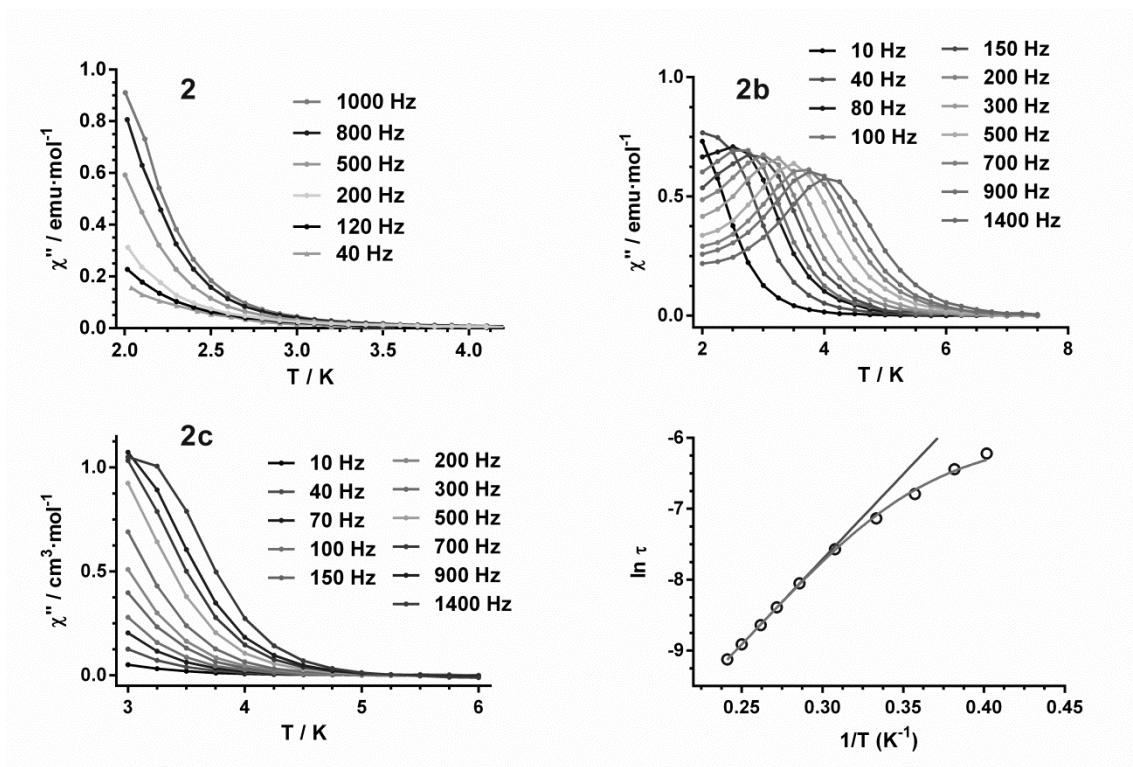 2
1.0
0.8
0.6
0.4
0.2
0.0
χ'' / emu·mol⁻¹
1000 Hz
800 Hz
500 Hz
200 Hz
120 Hz
40 Hz
2.0 2.5 3.0 3.5 4.0
T / K
2b
1.0
0.5
0.0
χ'' / emu·mol⁻¹
10 Hz
40 Hz
80 Hz
100 Hz
150 Hz
200 Hz
300 Hz
500 Hz
700 Hz
900 Hz
1400 Hz
2 4 6 8
T / K
2c
1.0
0.5
0.0
χ'' / cm³·mol⁻¹
10 Hz
40 Hz
70 Hz
100 Hz
150 Hz
200 Hz
300 Hz
500 Hz
700 Hz
900 Hz
1400 Hz
3 4 5 6
T / K
-6
-7
-8
-9
ln τ
0.25 0.30 0.35 0.40 0.45
1/T (K⁻¹)